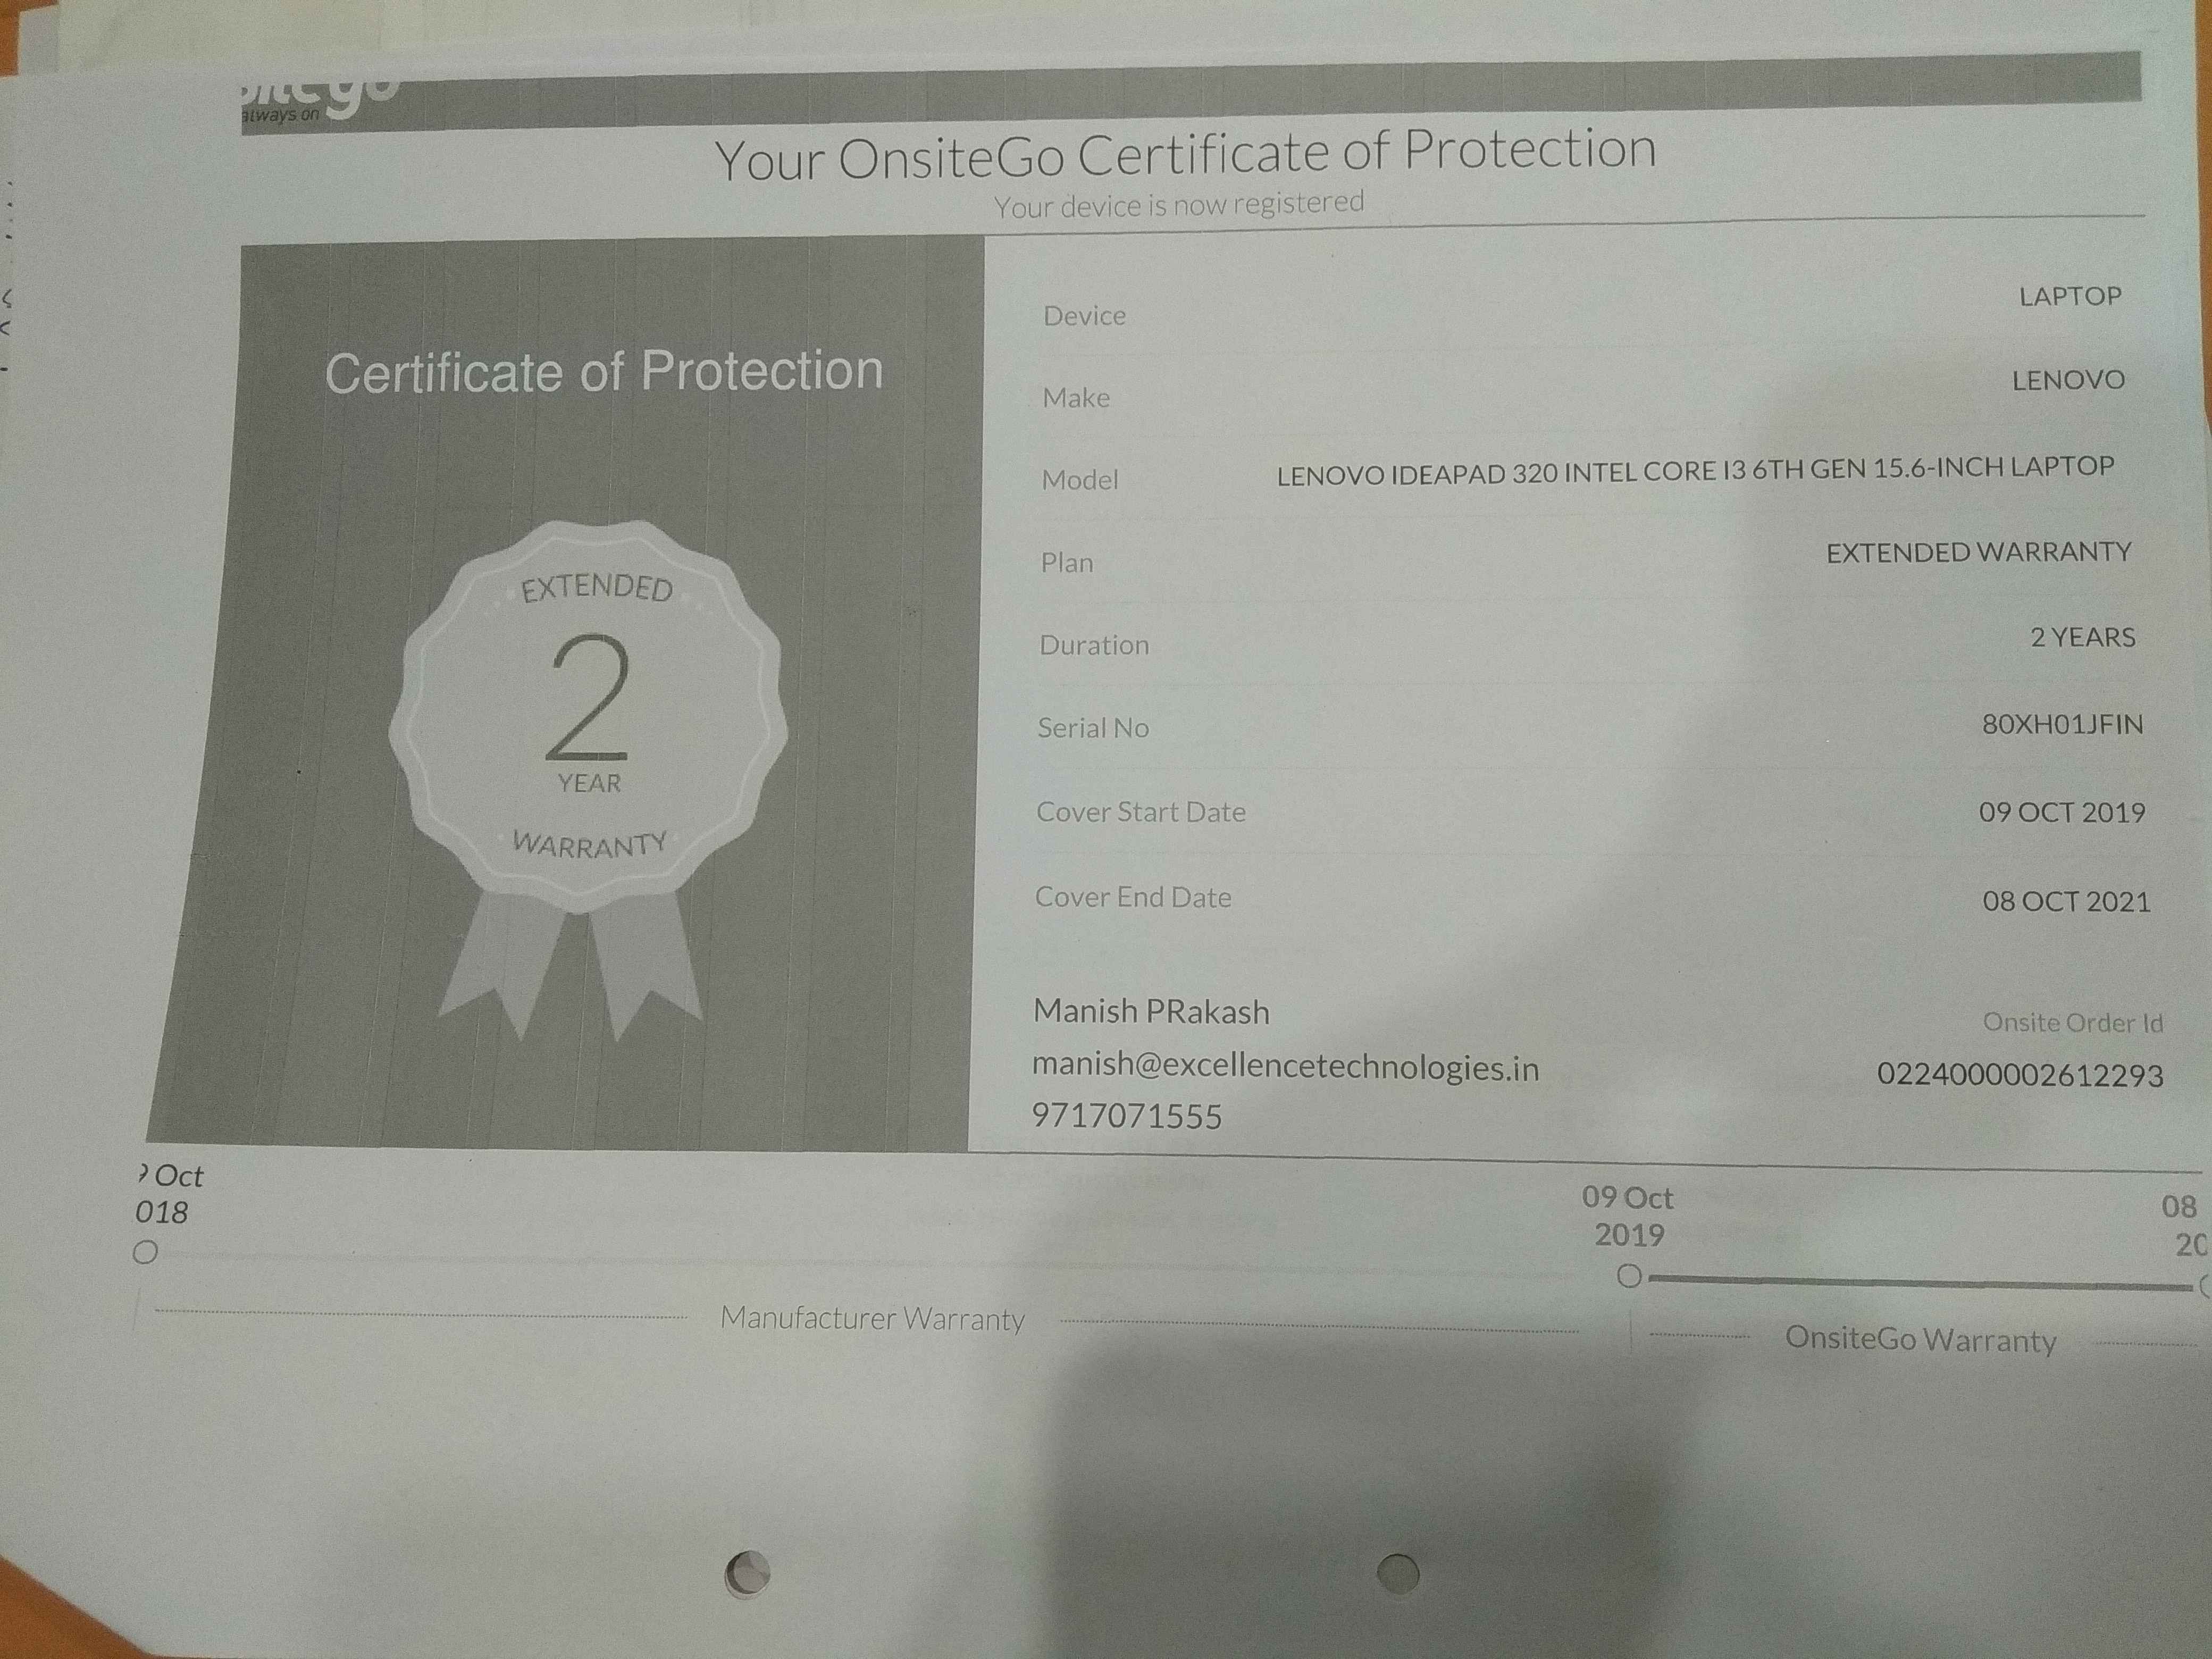 always on
Your OnsiteGo Certificate of Protection
Your device is now registered
Certificate of Protection
EXTENDED
2
YEAR
WARRANTY
Device LAPTOP
Make LENOVO
Model LENOVO IDEAPAD 320 INTEL CORE I3 6TH GEN 15.6-INCH LAPTOP
Plan EXTENDED WARRANTY
Duration 2 YEARS
Serial No 80XH01JFIN
Cover Start Date 09 OCT 2019
Cover End Date 08 OCT 2021
Manish PRakash
manish@excellencetechnologies.in
9717071555
Onsite Order Id
0224000002612293
Oct
018
09 Oct
2019
08
20
Manufacturer Warranty
OnsiteGo Warranty